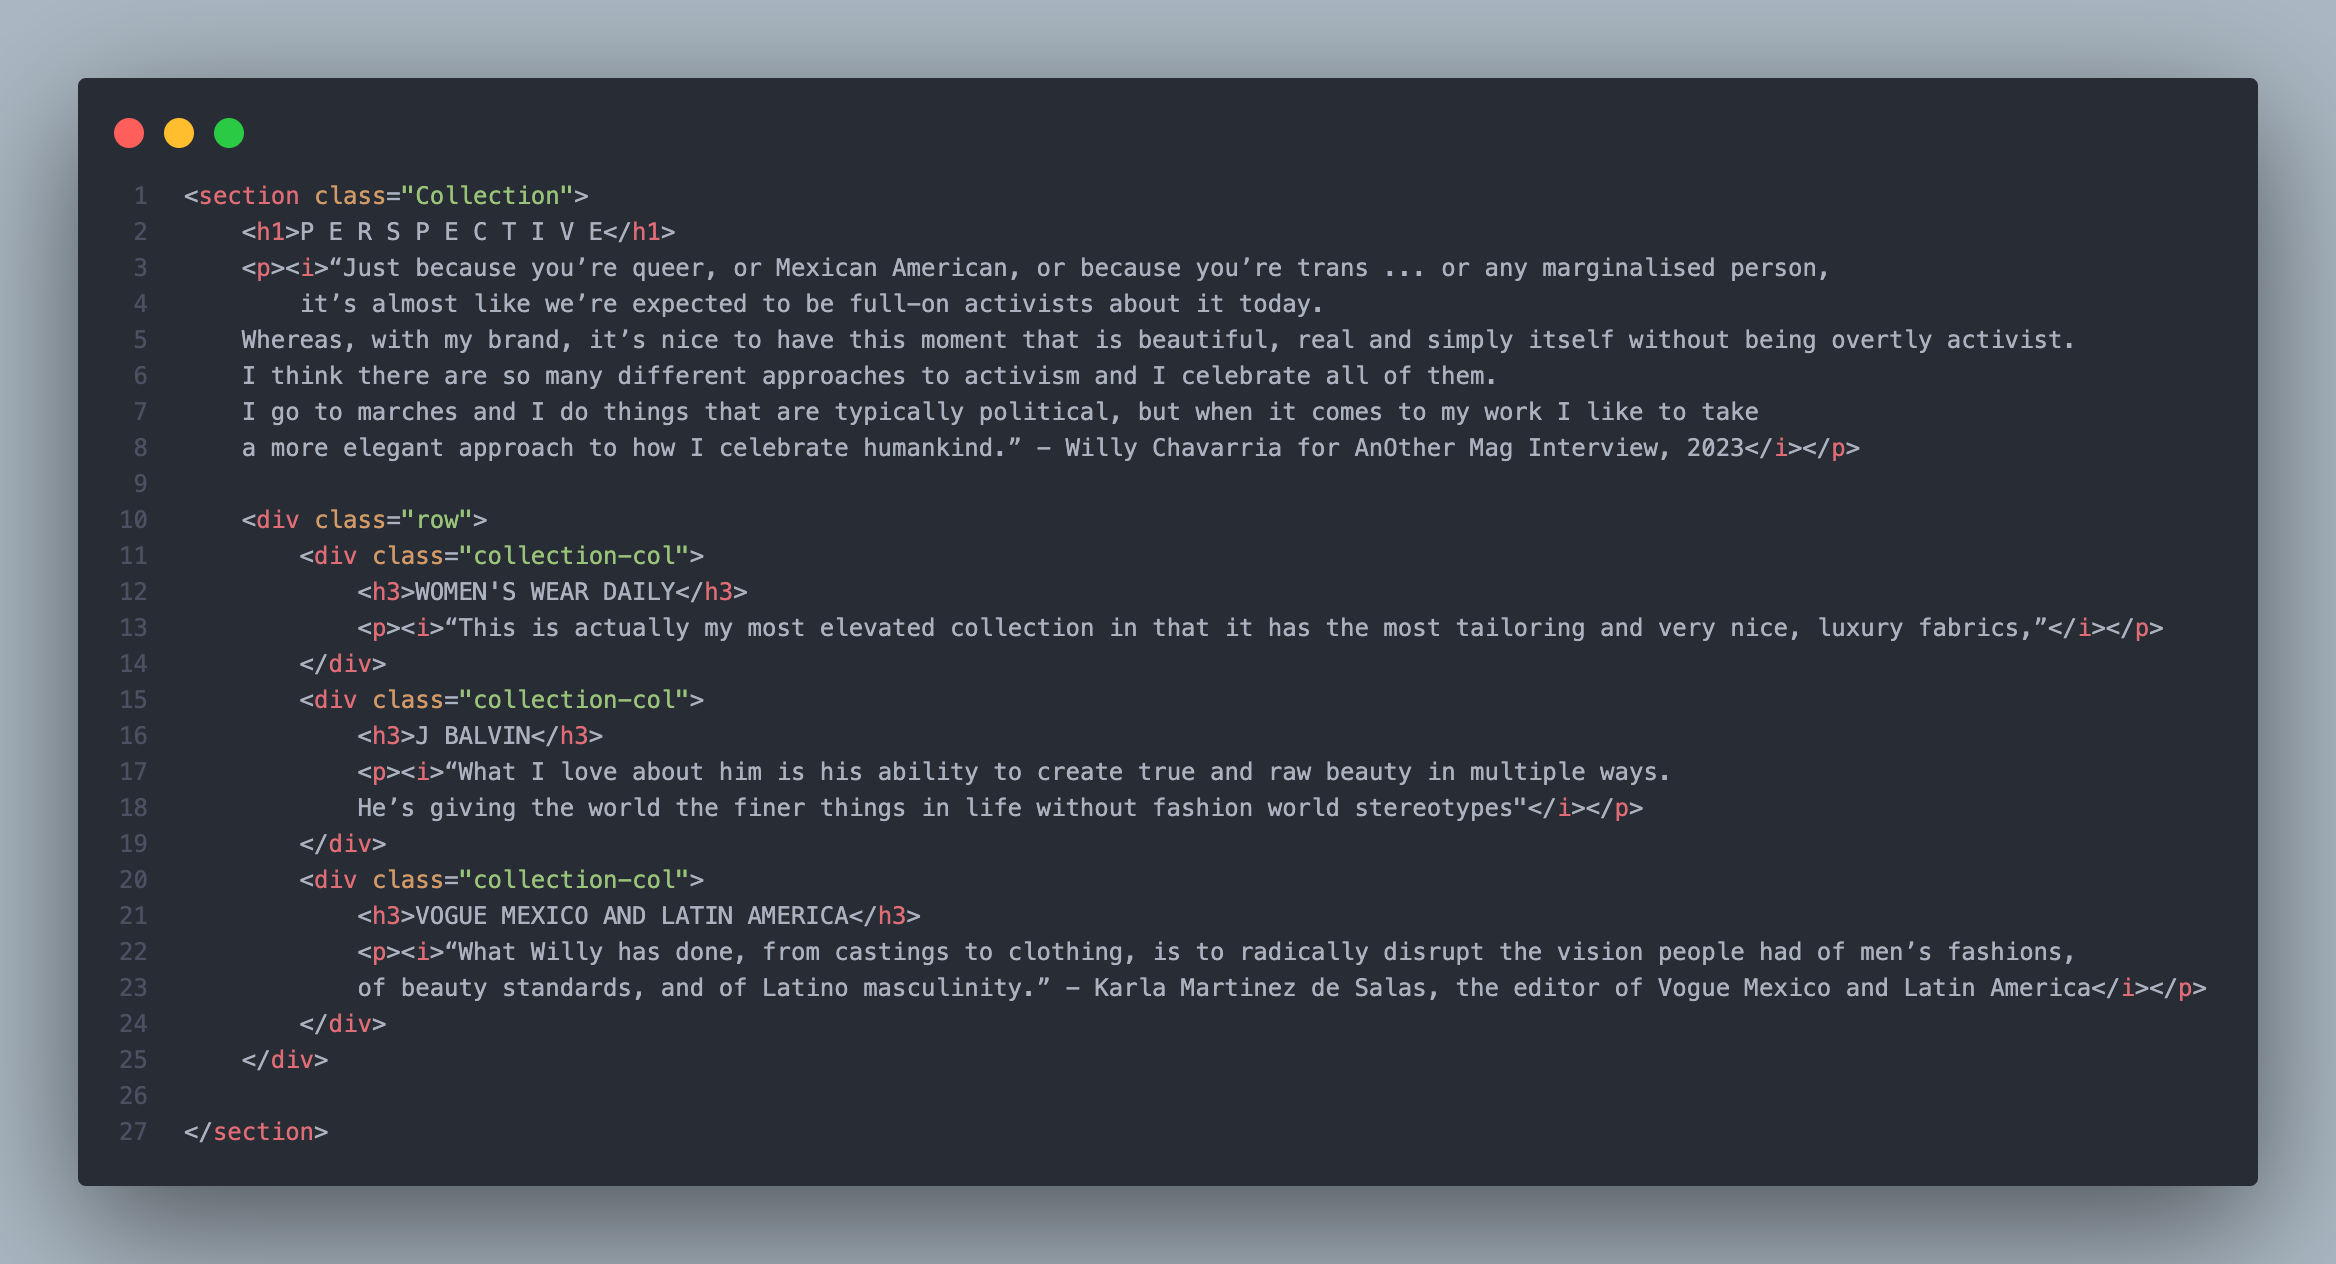 1 <section class="Collection">
2     <h1>P E R S P E C T I V E</h1>
3     <p><i>“Just because you’re queer, or Mexican American, or because you’re trans ... or any marginalised person,
4         it’s almost like we’re expected to be full-on activists about it today.
5     Whereas, with my brand, it’s nice to have this moment that is beautiful, real and simply itself without being overtly activist.
6     I think there are so many different approaches to activism and I celebrate all of them.
7     I go to marches and I do things that are typically political, but when it comes to my work I like to take
8     a more elegant approach to how I celebrate humankind.” - Willy Chavarria for AnOther Mag Interview, 2023</i></p>
9
10     <div class="row">
11         <div class="collection-col">
12             <h3>WOMEN'S WEAR DAILY</h3>
13             <p><i>“This is actually my most elevated collection in that it has the most tailoring and very nice, luxury fabrics,”</i></p>
14         </div>
15         <div class="collection-col">
16             <h3>J BALVIN</h3>
17             <p><i>“What I love about him is his ability to create true and raw beauty in multiple ways.
18             He’s giving the world the finer things in life without fashion world stereotypes"</i></p>
19         </div>
20         <div class="collection-col">
21             <h3>VOGUE MEXICO AND LATIN AMERICA</h3>
22             <p><i>“What Willy has done, from castings to clothing, is to radically disrupt the vision people had of men’s fashions,
23             of beauty standards, and of Latino masculinity.” - Karla Martinez de Salas, the editor of Vogue Mexico and Latin America</i></p>
24         </div>
25     </div>
26
27 </section>